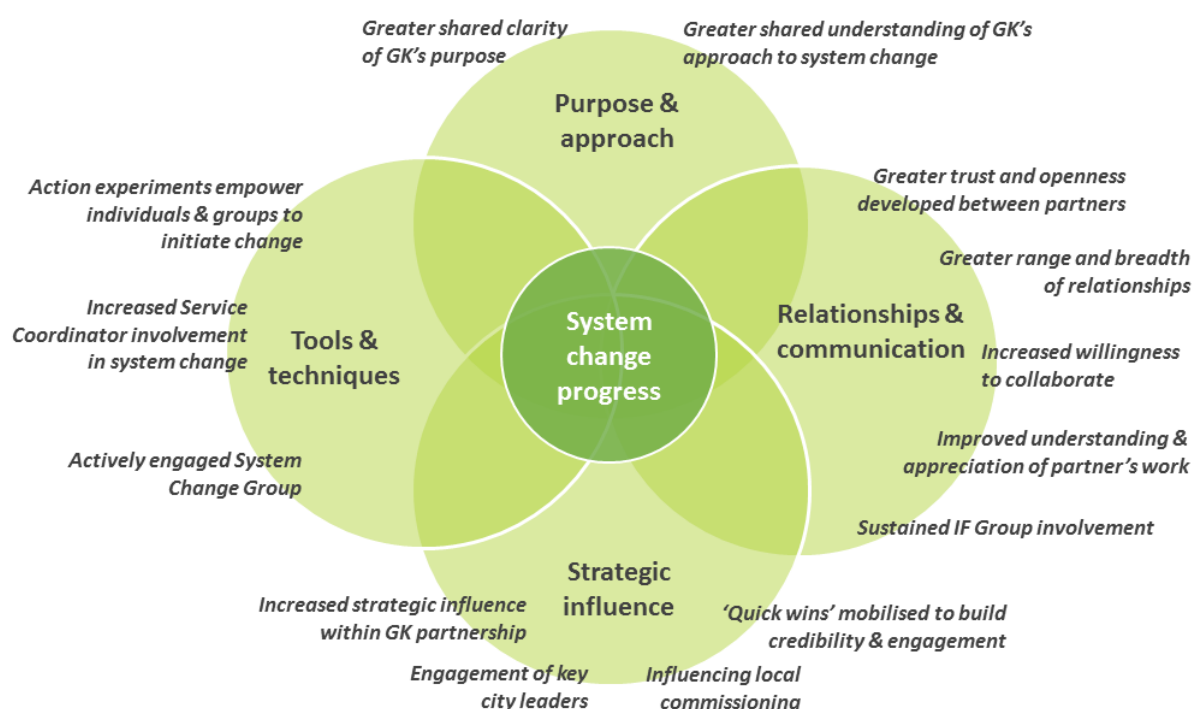 Greater shared clarity
of GK’s purpose
Greater shared understanding of GK’s
approach to system change
Purpose &
approach
Action experiments empower
individuals & groups to
initiate change
Greater trust and openness
developed between partners
Greater range and breadth
of relationships
Increased Service
Coordinator involvement
in system change
Tools &
techniques
System
change
progress
Relationships &
communication
Increased willingness
to collaborate
Actively engaged System
Change Group
Improved understanding &
appreciation of partner’s work
Sustained IF Group involvement
Strategic
influence
Increased strategic influence
within GK partnership
‘Quick wins’ mobilised to build
credibility & engagement
Engagement of key
city leaders
Influencing local
commissioning